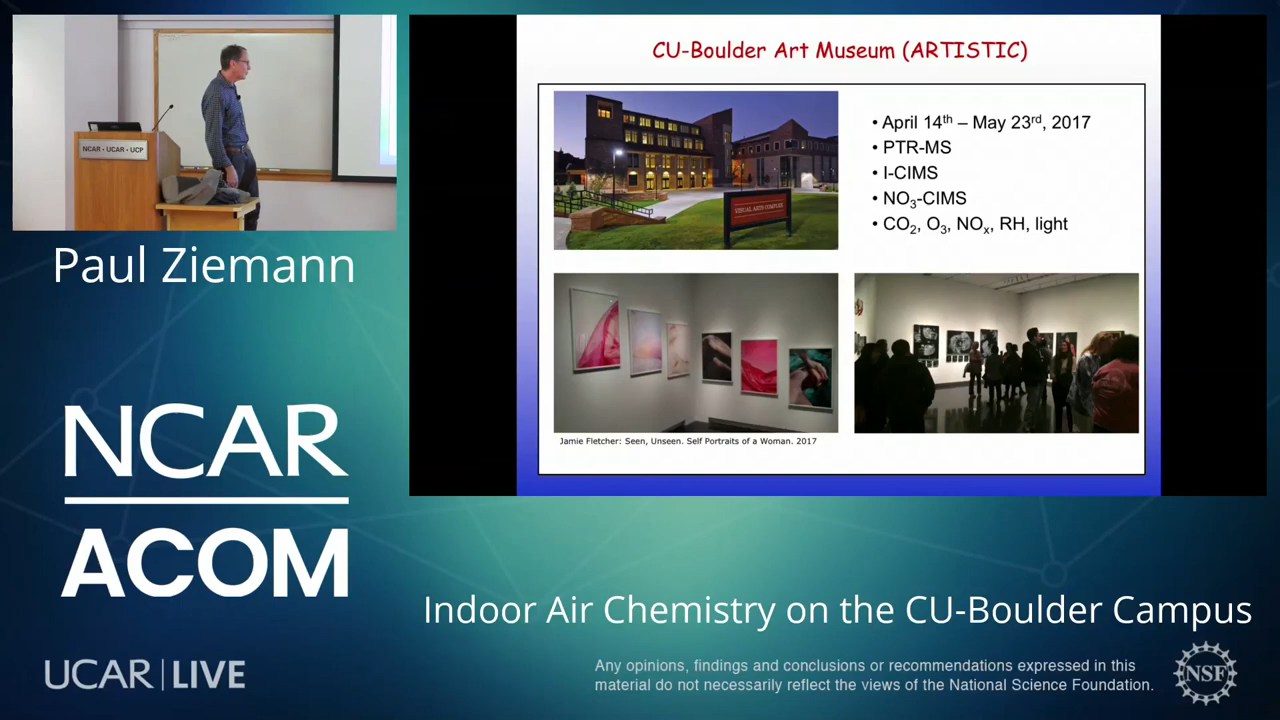 NCAR • UCAR • UCP
Paul Ziemann
NCAR
ACOM
UCAR | LIVE
CU-Boulder Art Museum (ARTISTIC)
VISUAL ARTS COMPLEX
• April 14th – May 23rd, 2017
• PTR-MS
• I-CIMS
• NO3-CIMS
• CO2, O3, NOx, RH, light
Jamie Fletcher: Seen, Unseen. Self Portraits of a Woman. 2017
Indoor Air Chemistry on the CU-Boulder Campus
Any opinions, findings and conclusions or recommendations expressed in this
material do not necessarily reflect the views of the National Science Foundation.
NSF